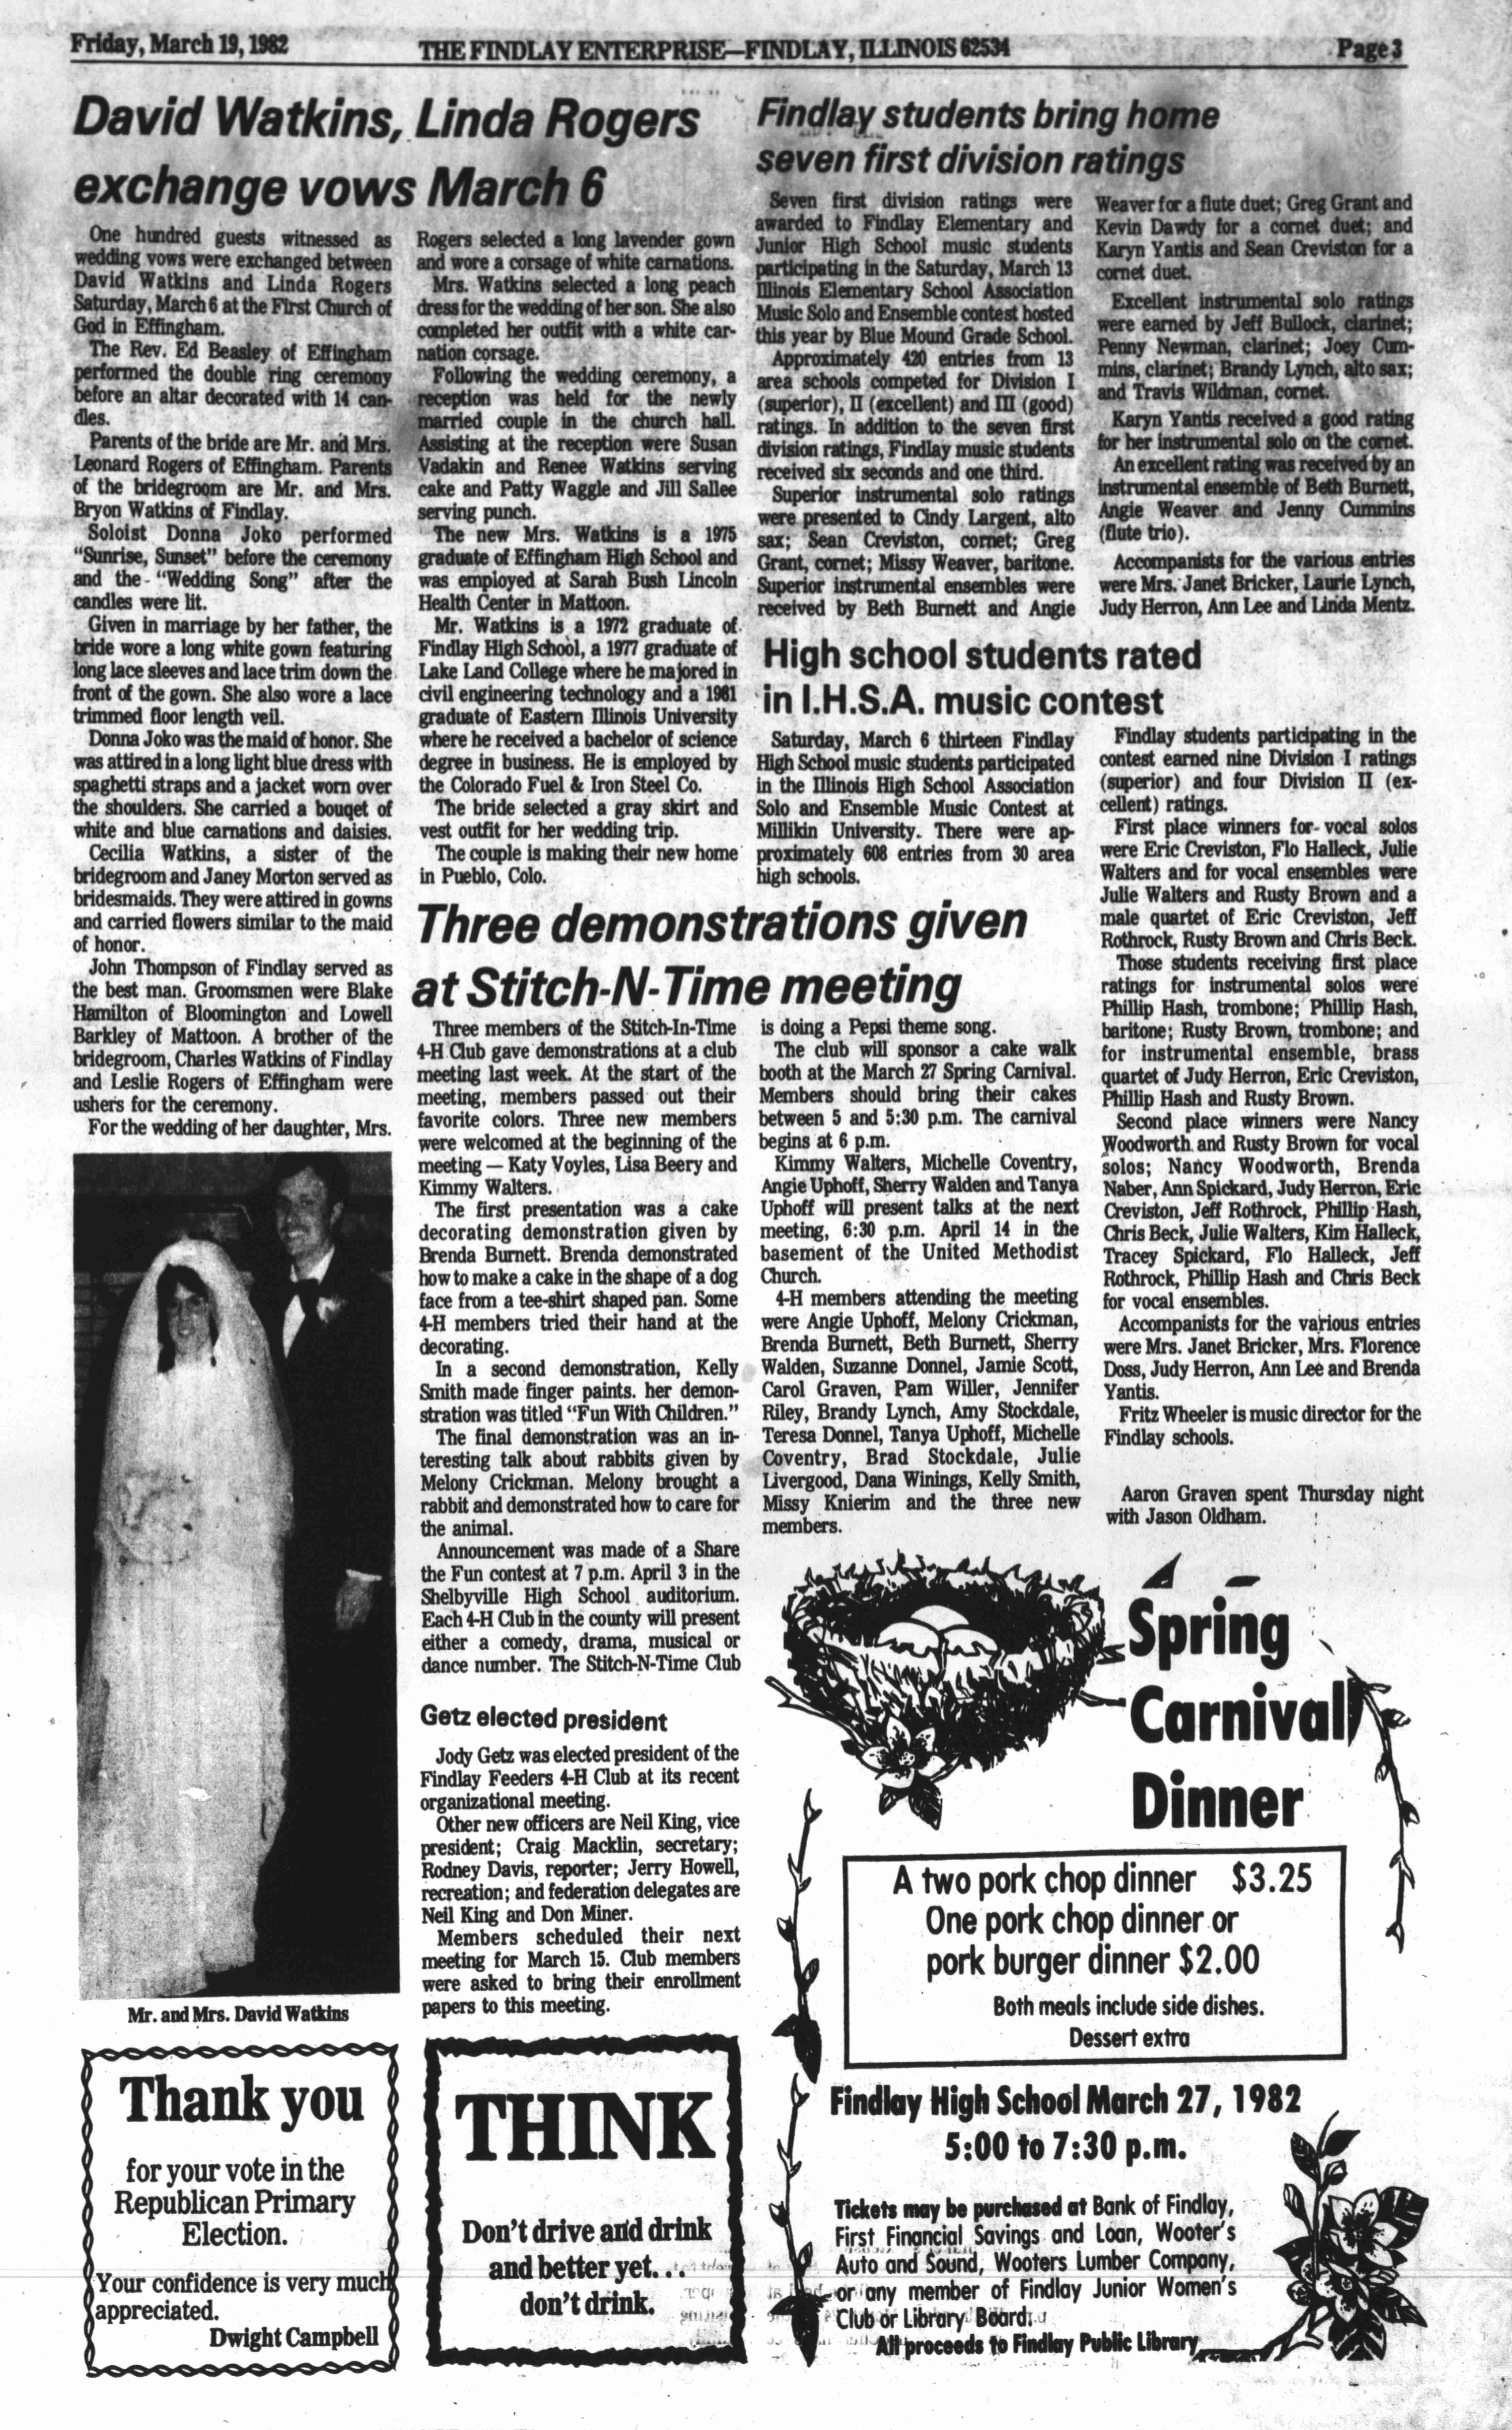 Friday, March 19, 1982
THE FINDLAY ENTERPRISE—FINDLAY, ILLINOIS 62534
Page 3
David Watkins, Linda Rogers
exchange vows March 6
One hundred guests witnessed as
wedding vows were exchanged between
David Watkins and Linda Rogers
Saturday, March 6 at the First Church of
God in Effingham.
The Rev. Ed Beasley of Effingham
performed the double ring ceremony
before an altar decorated with 14 can-
dles.
Parents of the bride are Mr. and Mrs.
Leonard Rogers of Effingham. Parents
of the bridegroom are Mr. and Mrs.
Bryon Watkins of Findlay.
Soloist Donna Joko performed
"Sunrise, Sunset" before the ceremony
and the "Wedding Song" after the
candles were lit.
Given in marriage by her father, the
bride wore a long white gown featuring
long lace sleeves and lace trim down the
front of the gown. She also wore a lace
trimmed floor length veil.
Donna Joko was the maid of honor. She
was attired in a long light blue dress with
spaghetti straps and a jacket worn over
the shoulders. She carried a bouqet of
white and blue carnations and daisies.
Cecilia Watkins, a sister of the
bridegroom and Janey Morton served as
bridesmaids. They were attired in gowns
and carried flowers similar to the maid
of honor.
John Thompson of Findlay served as
the best man. Groomsmen were Blake
Hamilton of Bloomington and Lowell
Barkley of Mattoon. A brother of the
bridegroom, Charles Watkins of Findlay
and Leslie Rogers of Effingham were
ushers for the ceremony.
For the wedding of her daughter, Mrs.
Rogers selected a long lavender gown
and wore a corsage of white carnations.
Mrs. Watkins selected a long peach
dress for the wedding of her son. She also
completed her outfit with a white car-
nation corsage.
Following the wedding ceremony, a
reception was held for the newly
married couple in the church hall.
Assisting at the reception were Susan
Vadakin and Renee Watkins serving
cake and Patty Waggle and Jill Sallee
serving punch.
The new Mrs. Watkins is a 1975
graduate of Effingham High School and
was employed at Sarah Bush Lincoln
Health Center in Mattoon.
Mr. Watkins is a 1972 graduate of
Findlay High School, a 1977 graduate of
Lake Land College where he majored in
civil engineering technology and a 1981
graduate of Eastern Illinois University
where he received a bachelor of science
degree in business. He is employed by
the Colorado Fuel & Iron Steel Co.
The bride selected a gray skirt and
vest outfit for her wedding trip.
The couple is making their new home
in Pueblo, Colo.
Mr. and Mrs. David Watkins
Findlay students bring home
seven first division ratings
Seven first division ratings were
awarded to Findlay Elementary and
Junior High School music students
participating in the Saturday, March 13
Illinois Elementary School Association
Music Solo and Ensemble contest hosted
this year by Blue Mound Grade School.
Approximately 420 entries from 13
area schools competed for Division I
(superior), II (excellent) and III (good)
ratings. In addition to the seven first
division ratings, Findlay music students
received six seconds and one third.
Superior instrumental solo ratings
were presented to Cindy Largent, alto
sax; Sean Creviston, cornet; Greg
Grant, cornet; Missy Weaver, baritone.
Superior instrumental ensembles were
received by Beth Burnett and Angie
Weaver for a flute duet; Greg Grant and
Kevin Dawdy for a cornet duet; and
Karyn Yantis and Sean Creviston for a
cornet duet.
Excellent instrumental solo ratings
were earned by Jeff Bullock, clarinet;
Penny Newman, clarinet; Joey Cum-
mins, clarinet; Brandy Lynch, alto sax;
and Travis Wildman, cornet.
Karyn Yantis received a good rating
for her instrumental solo on the cornet.
An excellent rating was received by an
instrumental ensemble of Beth Burnett,
Angie Weaver and Jenny Cummins
(flute trio).
Accompanists for the various entries
were Mrs. Janet Bricker, Laurie Lynch,
Judy Herron, Ann Lee and Linda Mentz.
High school students rated
in I.H.S.A. music contest
Saturday, March 6 thirteen Findlay
High School music students participated
in the Illinois High School Association
Solo and Ensemble Music Contest at
Millikin University. There were ap-
proximately 608 entries from 30 area
high schools.
Findlay students participating in the
contest earned nine Division I ratings
(superior) and four Division II (ex-
cellent) ratings.
First place winners for vocal solos
were Eric Creviston, Flo Halleck, Julie
Walters and for vocal ensembles were
Julie Walters and Rusty Brown and a
male quartet of Eric Creviston, Jeff
Rothrock, Rusty Brown and Chris Beck.
Those students receiving first place
ratings for instrumental solos were
Phillip Hash, trombone; Phillip Hash,
baritone; Rusty Brown, trombone; and
for instrumental ensemble, brass
quartet of Judy Herron, Eric Creviston,
Phillip Hash and Rusty Brown.
Second place winners were Nancy
Woodworth and Rusty Brown for vocal
solos; Nancy Woodworth, Brenda
Naber, Ann Spickard, Judy Herron, Eric
Creviston, Jeff Rothrock, Phillip Hash,
Chris Beck, Julie Walters, Kim Halleck,
Tracey Spickard, Flo Halleck, Jeff
Rothrock, Phillip Hash and Chris Beck
for vocal ensembles.
Accompanists for the various entries
were Mrs. Janet Bricker, Mrs. Florence
Doss, Judy Herron, Ann Lee and Brenda
Yantis.
Fritz Wheeler is music director for the
Findlay schools.
Aaron Graven spent Thursday night
with Jason Oldham.
Three demonstrations given
at Stitch-N-Time meeting
Three members of the Stitch-In-Time
4-H Club gave demonstrations at a club
meeting last week. At the start of the
meeting, members passed out their
favorite colors. Three new members
were welcomed at the beginning of the
meeting — Katy Voyles, Lisa Beery and
Kimmy Walters.
The first presentation was a cake
decorating demonstration given by
Brenda Burnett. Brenda demonstrated
how to make a cake in the shape of a dog
face from a tee-shirt shaped pan. Some
4-H members tried their hand at the
decorating.
In a second demonstration, Kelly
Smith made finger paints. her demon-
stration was titled "Fun With Children."
The final demonstration was an in-
teresting talk about rabbits given by
Melony Crickman. Melony brought a
rabbit and demonstrated how to care for
the animal.
Announcement was made of a Share
the Fun contest at 7 p.m. April 3 in the
Shelbyville High School auditorium.
Each 4-H Club in the county will present
either a comedy, drama, musical or
dance number. The Stitch-N-Time Club
is doing a Pepsi theme song.
The club will sponsor a cake walk
booth at the March 27 Spring Carnival.
Members should bring their cakes
between 5 and 5:30 p.m. The carnival
begins at 6 p.m.
Kimmy Walters, Michelle Coventry,
Angie Uphoff, Sherry Walden and Tanya
Uphoff will present talks at the next
meeting, 6:30 p.m. April 14 in the
basement of the United Methodist
Church.
4-H members attending the meeting
were Angie Uphoff, Melony Crickman,
Brenda Burnett, Beth Burnett, Sherry
Walden, Suzanne Donnel, Jamie Scott,
Carol Graven, Pam Willer, Jennifer
Riley, Brandy Lynch, Amy Stockdale,
Teresa Donnel, Tanya Uphoff, Michelle
Coventry, Brad Stockdale, Julie
Livergood, Dana Winings, Kelly Smith,
Missy Knierim and the three new
members.
Getz elected president
Jody Getz was elected president of the
Findlay Feeders 4-H Club at its recent
organizational meeting.
Other new officers are Neil King, vice
president; Craig Macklin, secretary;
Rodney Davis, reporter; Jerry Howell,
recreation; and federation delegates are
Neil King and Don Miner.
Members scheduled their next
meeting for March 15. Club members
were asked to bring their enrollment
papers to this meeting.
Thank you
for your vote in the
Republican Primary
Election.
Your confidence is very much
appreciated.
Dwight Campbell
THINK
Don't drive and drink
and better yet...
don't drink.
Spring
Carnival
Dinner
A two pork chop dinner $3.25
One pork chop dinner or
pork burger dinner $2.00
Both meals include side dishes.
Dessert extra
Findlay High School March 27, 1982
5:00 to 7:30 p.m.
Tickets may be purchased at Bank of Findlay,
First Financial Savings and Loan, Wooter's
Auto and Sound, Wooters Lumber Company,
or any member of Findlay Junior Women's
Club or Library Board.
All proceeds to Findlay Public Library